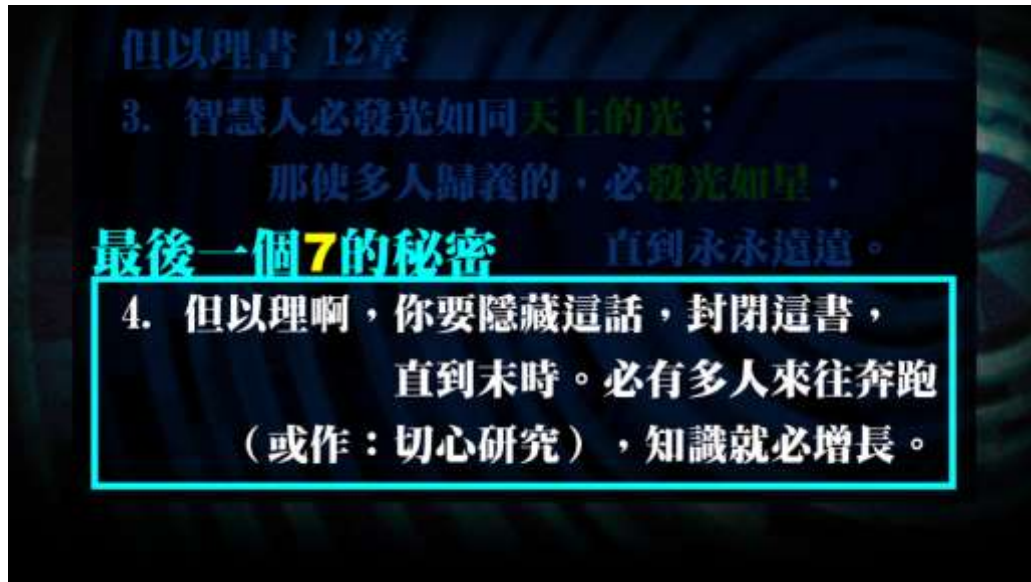 但以理書 12章
3. 智慧人必發光如同天上的光；
那使多人歸義的，必發光如星，
直到永永遠遠。
最後一個7的秘密
4. 但以理啊，你要隱藏這話，封閉這書，
直到末時。必有多人來往奔跑
（或作：切心研究），知識就必增長。